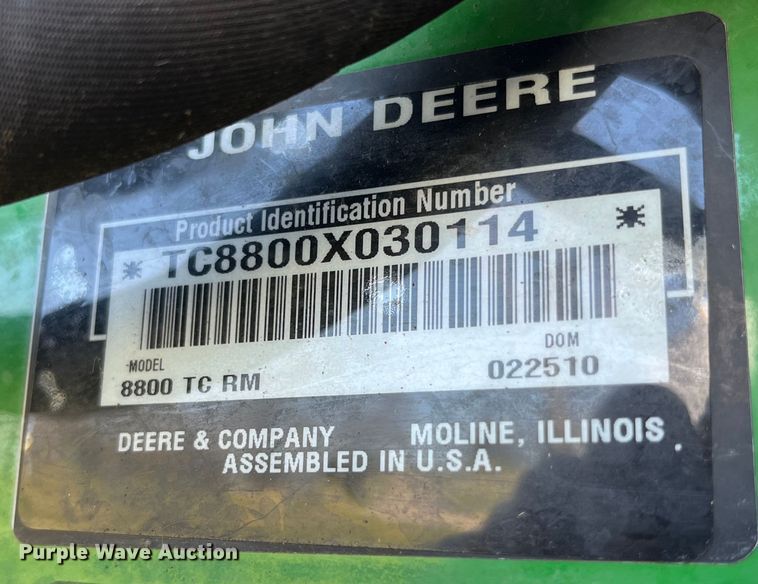 JOHN DEERE
Product Identification Number
* TC8800X030114 *
MODEL
DOM
8800 TC RM
022510
DEERE & COMPANY MOLINE, ILLINOIS
ASSEMBLED IN U.S.A.
Purple Wave Auction